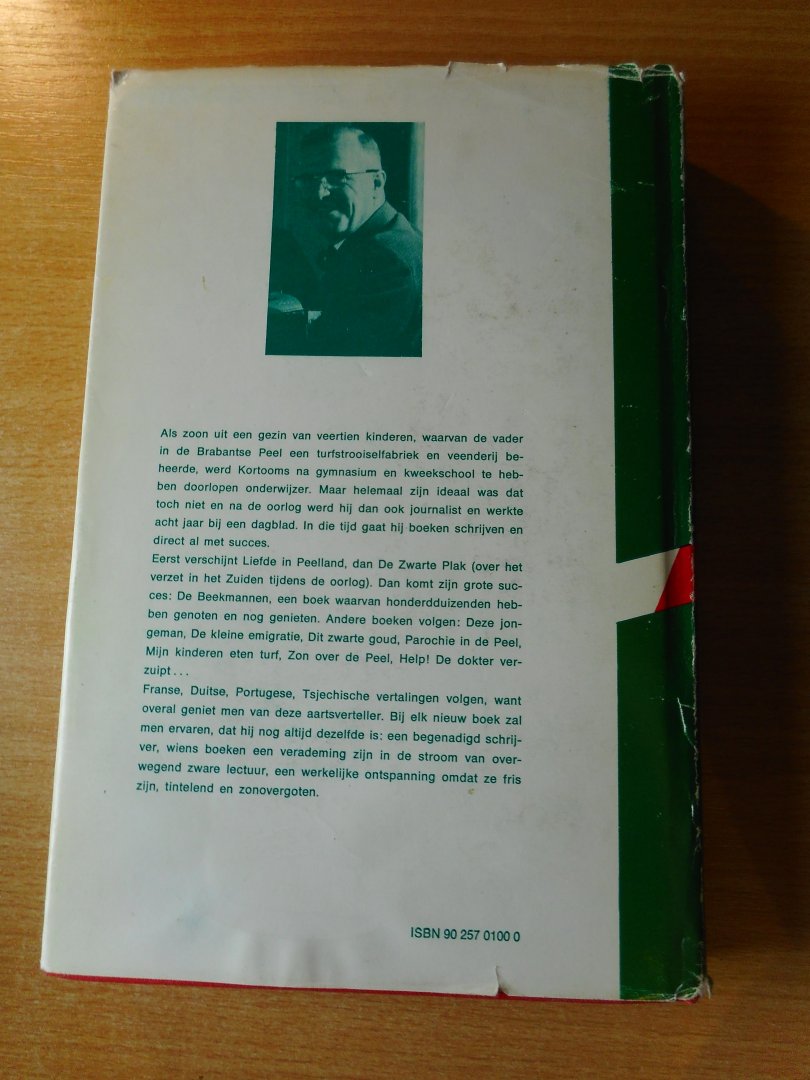 Als zoon uit een gezin van veertien kinderen, waarvan de vader
in de Brabantse Peel een turfstrooiselfabriek en veenderij be-
heerde, werd Kortooms na gymnasium en kweekschool te heb-
ben doorlopen onderwijzer. Maar helemaal zijn ideaal was dat
toch niet en na de oorlog werd hij dan ook journalist en werkte
acht jaar bij een dagblad. In die tijd gaat hij boeken schrijven en
direct al met succes.
Eerst verschijnt Liefde in Peelland, dan De Zwarte Plak (over het
verzet in het Zuiden tijdens de oorlog). Dan komt zijn grote suc-
ces: De Beekmannen, een boek waarvan honderdduizenden heb-
ben genoten en nog genieten. Andere boeken volgen: Deze jon-
geman, De kleine emigratie, Dit zwarte goud, Parochie in de Peel,
Mijn kinderen eten turf, Zon over de Peel, Help! De dokter ver-
zuipt...
Franse, Duitse, Portugese, Tsjechische vertalingen volgen, want
overal geniet men van deze aartsverteller. Bij elk nieuw boek zal
men ervaren, dat hij nog altijd dezelfde is: een begenadigd schrij-
ver, wiens boeken een verademing zijn in de stroom van over-
wegend zware lectuur, een werkelijke ontspanning omdat ze fris
zijn, tintelend en zonovergoten.
ISBN 90 257 0100 0